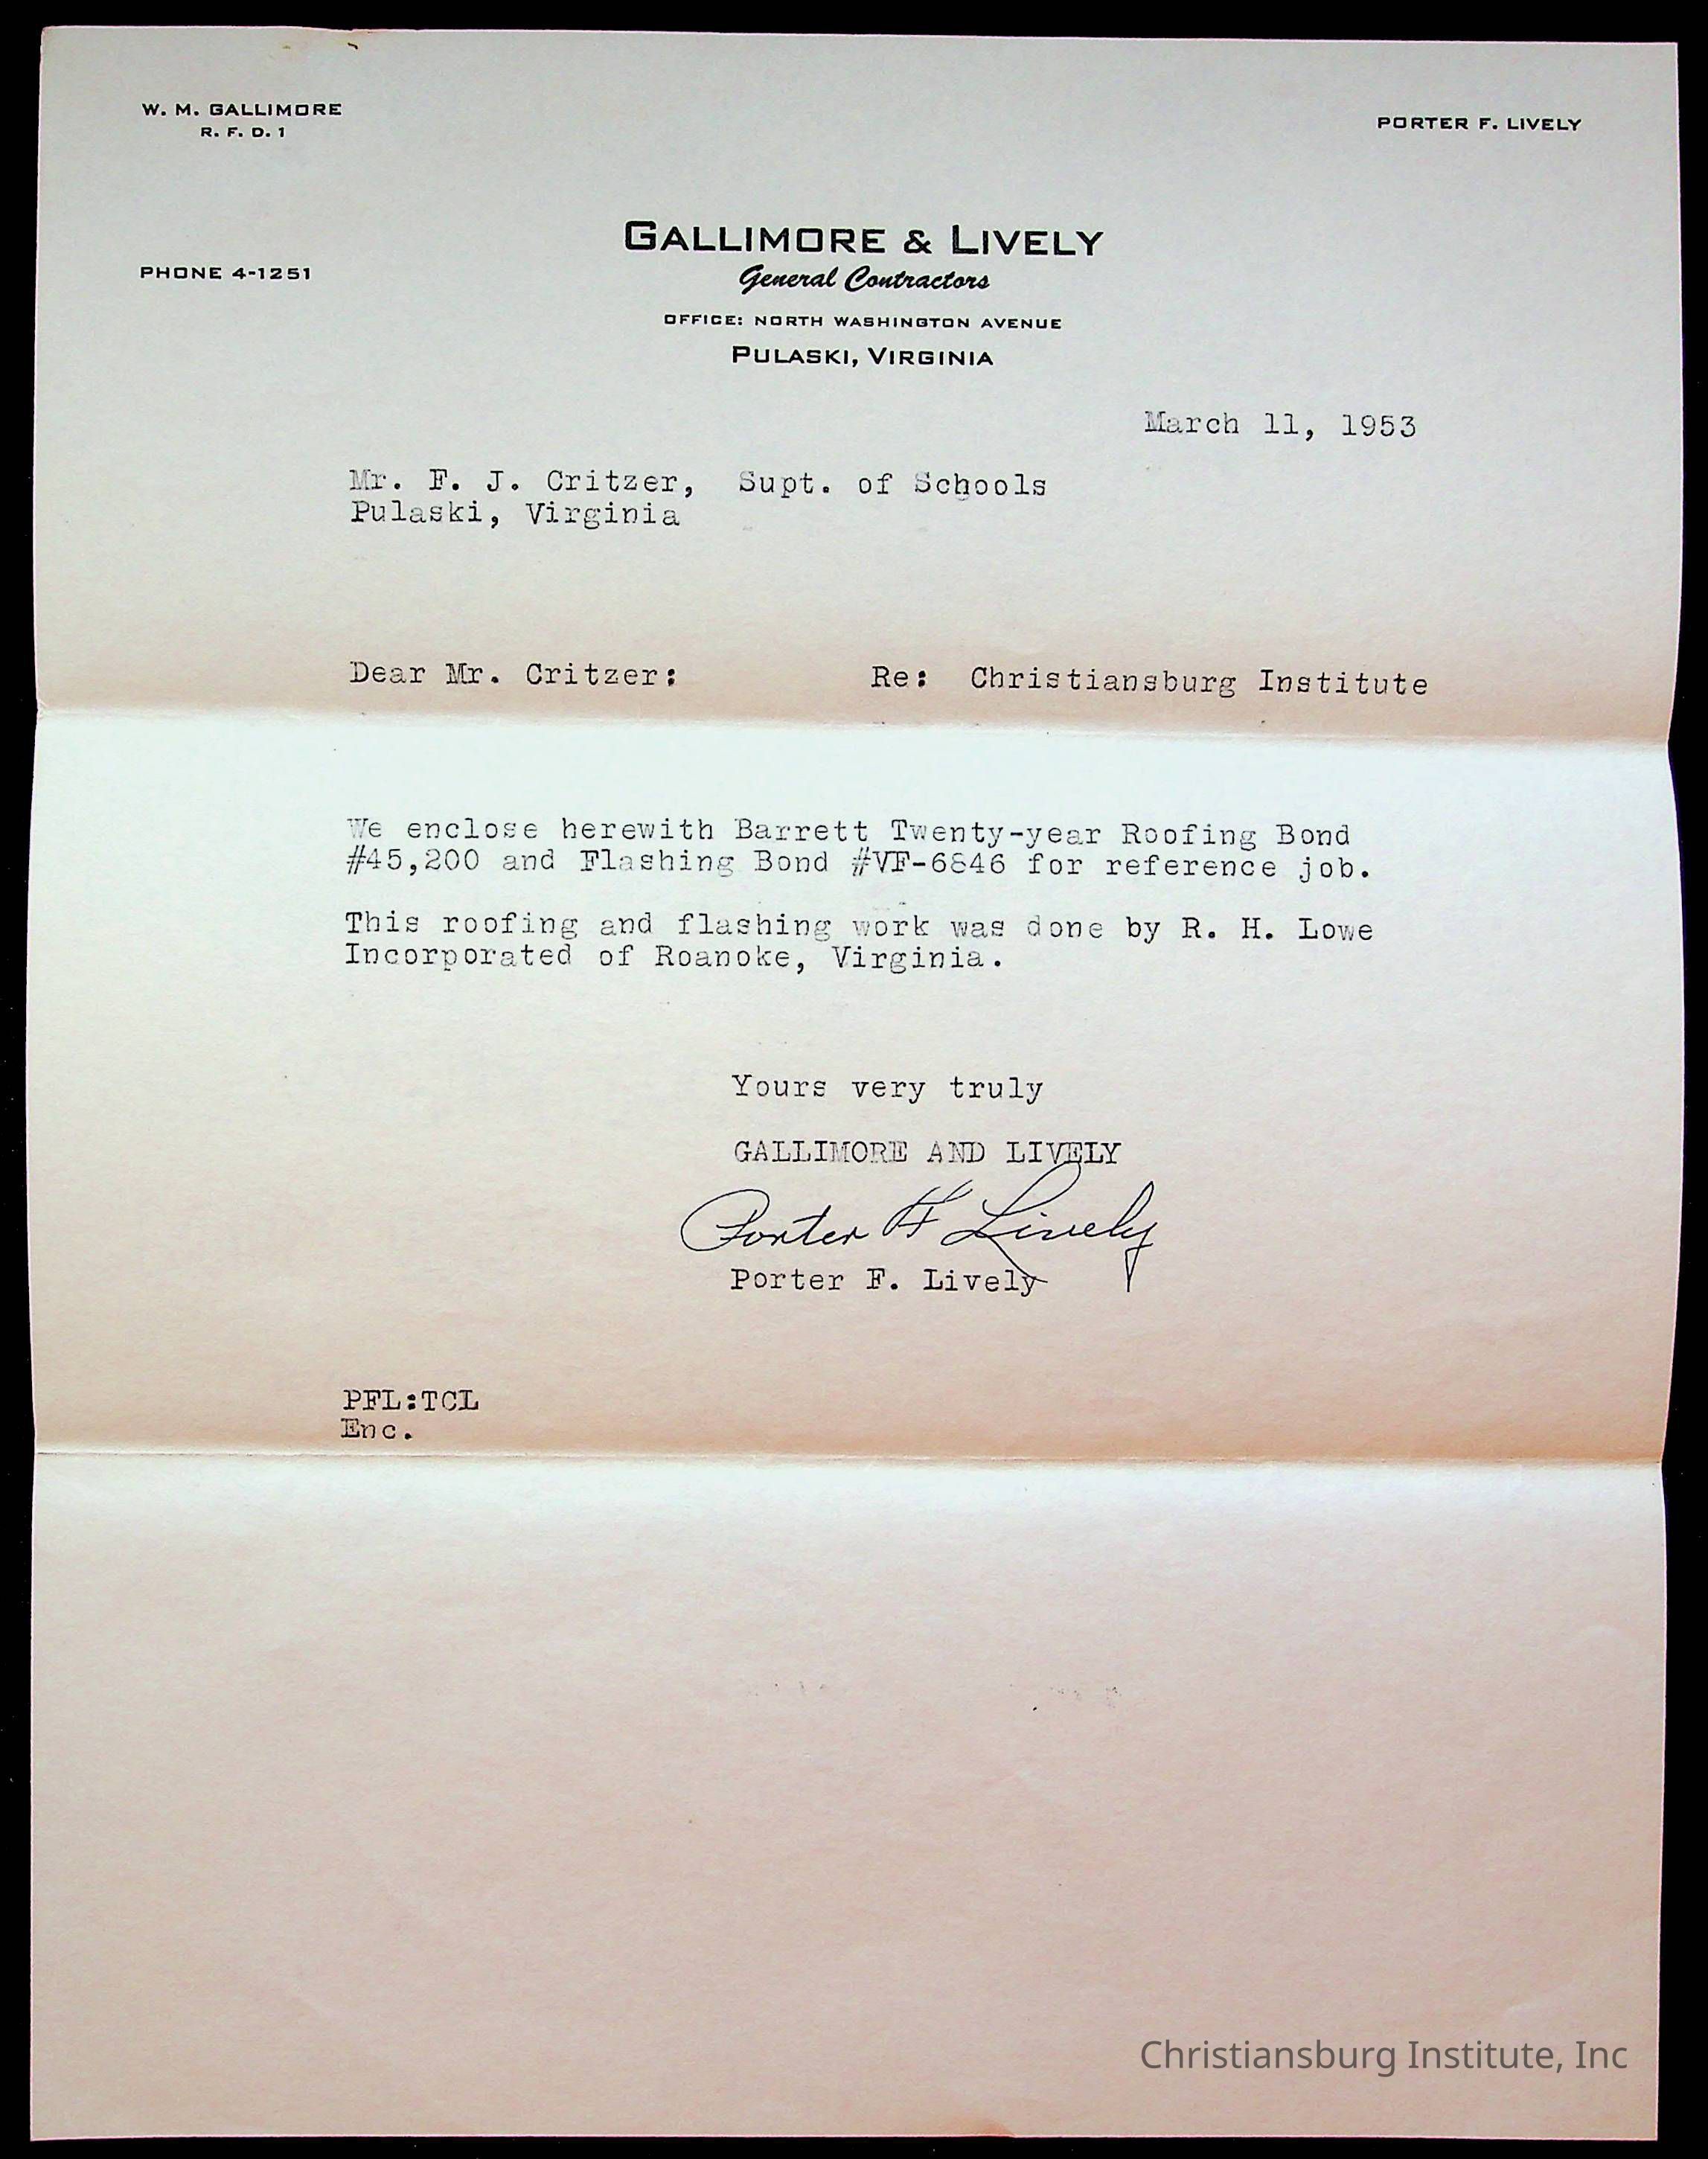 W. M. GALLIMORE
R. F. D. 1
PORTER F. LIVELY
GALLIMORE & LIVELY
General Contractors
PHONE 4-1251
OFFICE: NORTH WASHINGTON AVENUE
PULASKI, VIRGINIA
March 11, 1953
Mr. F. J. Critzer, Supt. of Schools
Pulaski, Virginia
Dear Mr. Critzer: Re: Christiansburg Institute
We enclose herewith Barrett Twenty-year Roofing Bond
#45,200 and Flashing Bond #VF-6846 for reference job.
This roofing and flashing work was done by R. H. Lowe
Incorporated of Roanoke, Virginia.
Yours very truly
GALLIMORE AND LIVELY
Porter F Lively
Porter F. Lively
PFL:TCL
Enc.
Christiansburg Institute, Inc